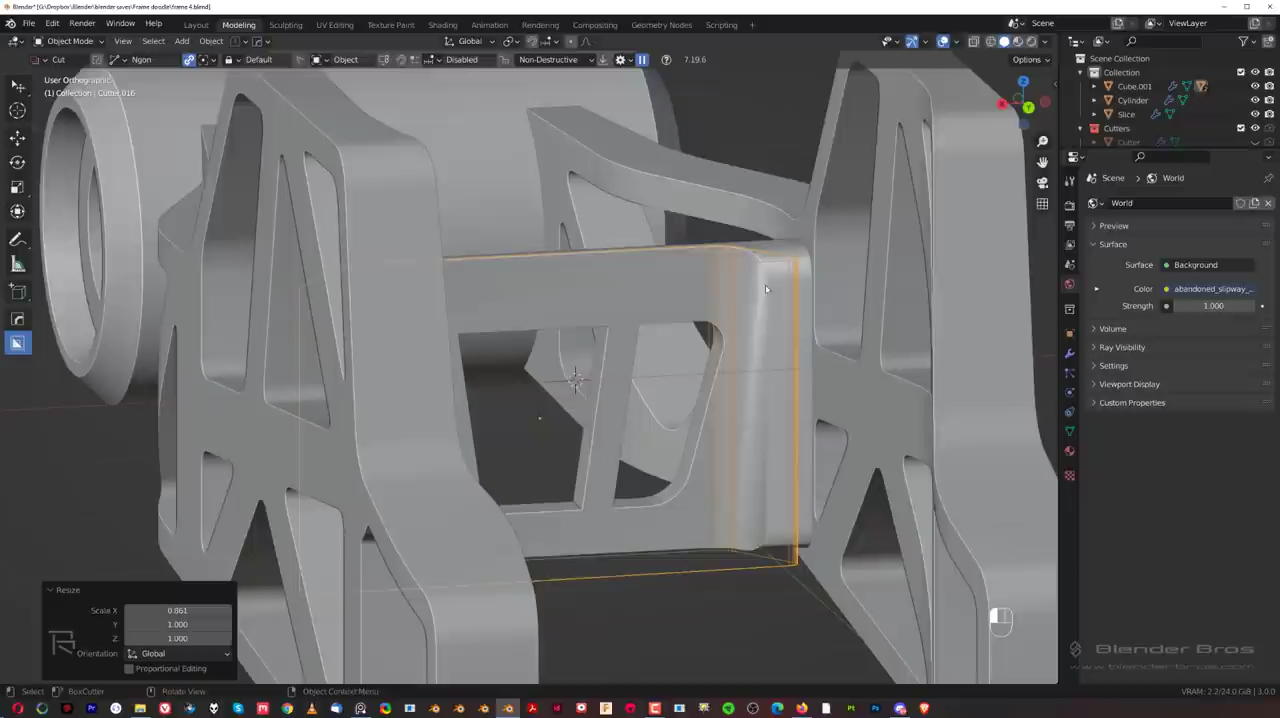 Blender* [G:\Dropbox\Blender\blender saves\Frame doodle\frame 4.blend]
File Edit Render Window Help Layout Modeling Sculpting UV Editing Texture Paint Shading Animation Rendering Compositing Geometry Nodes Scripting + Scene ViewLayer
Object Mode View Select Add Object Global
Cut Ngon Default Object Disabled Non-Destructive 7.19.6 Options
User Orthographic
(1) Collection | Cutter.016
Z
X
Y
Scene Collection
Collection
Cube.001
Cylinder
Slice
Cutters
Cutter
Scene > World
World
Preview
Surface
Surface Background
Color abandoned_slipway_...
Strength 1.000
Volume
Ray Visibility
Settings
Viewport Display
Custom Properties
Resize
Scale X 0.861
Y 1.000
Z 1.000
Orientation Global
Proportional Editing
Blender Bros
www.blenderbros.com
Select BoxCutter Rotate View Object Context Menu VRAM: 2.2/24.0 GiB | 3.0.0